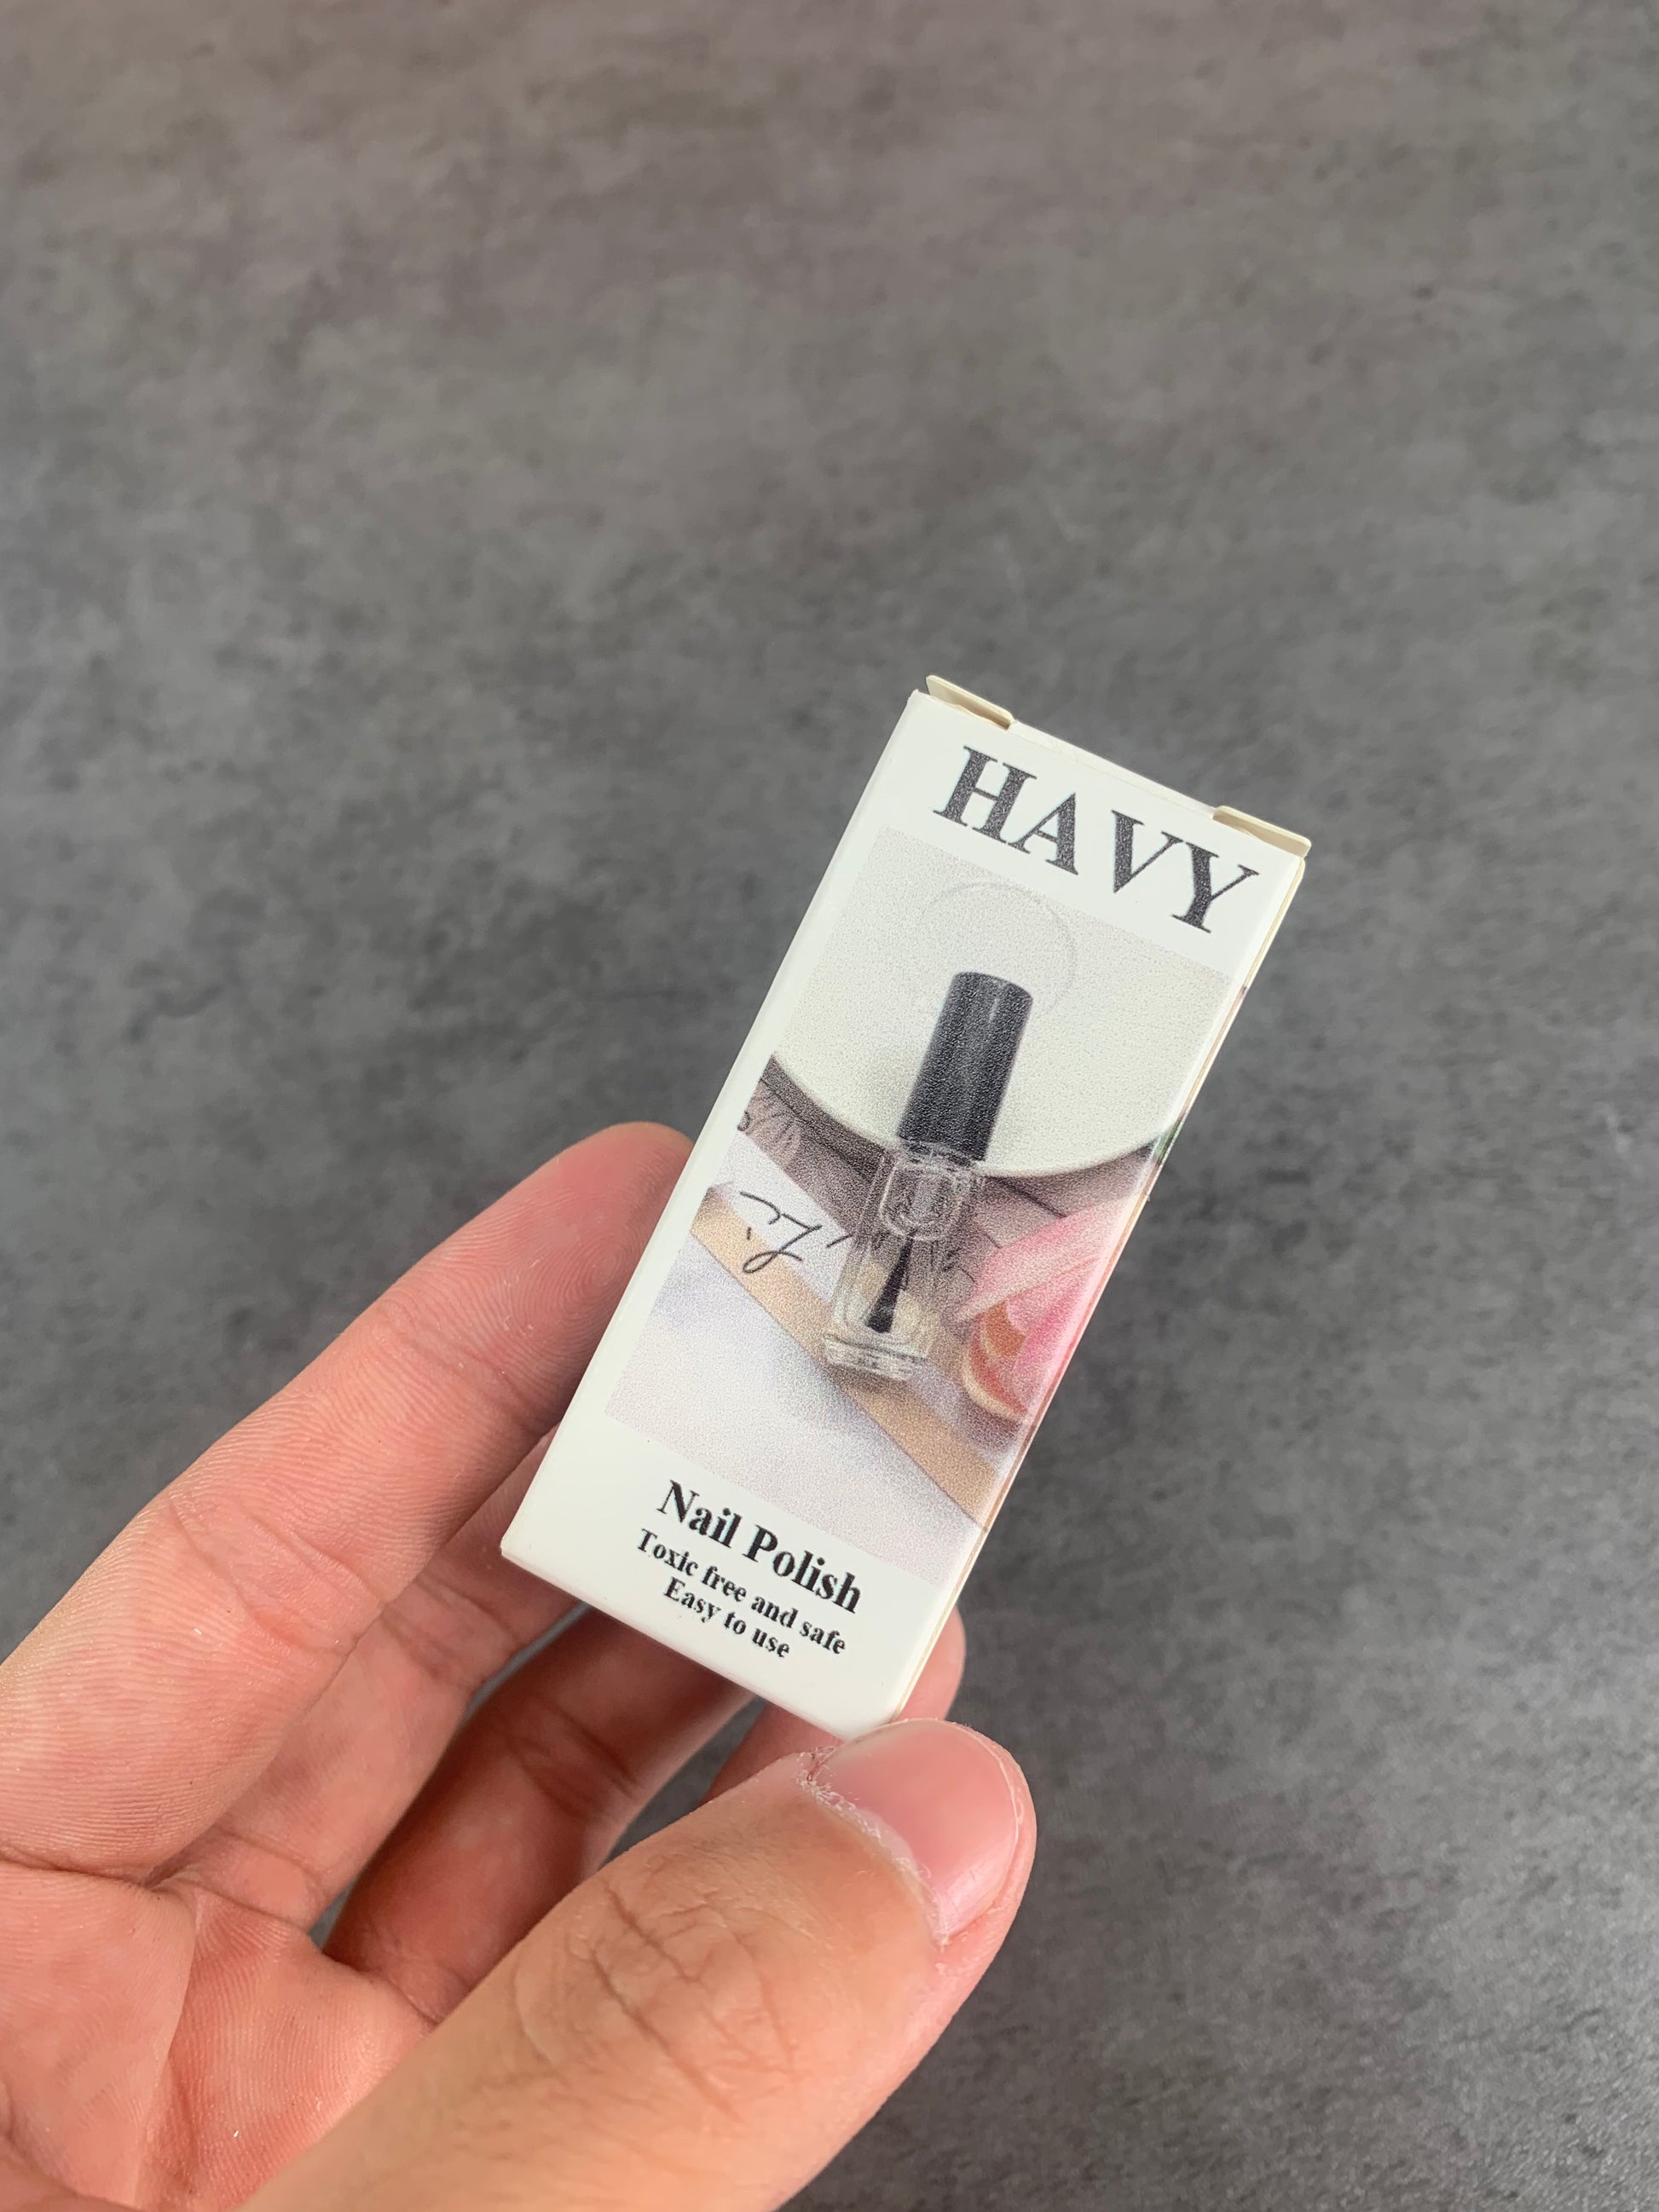 HAVY
Nail Polish
Toxic free and safe
Easy to use